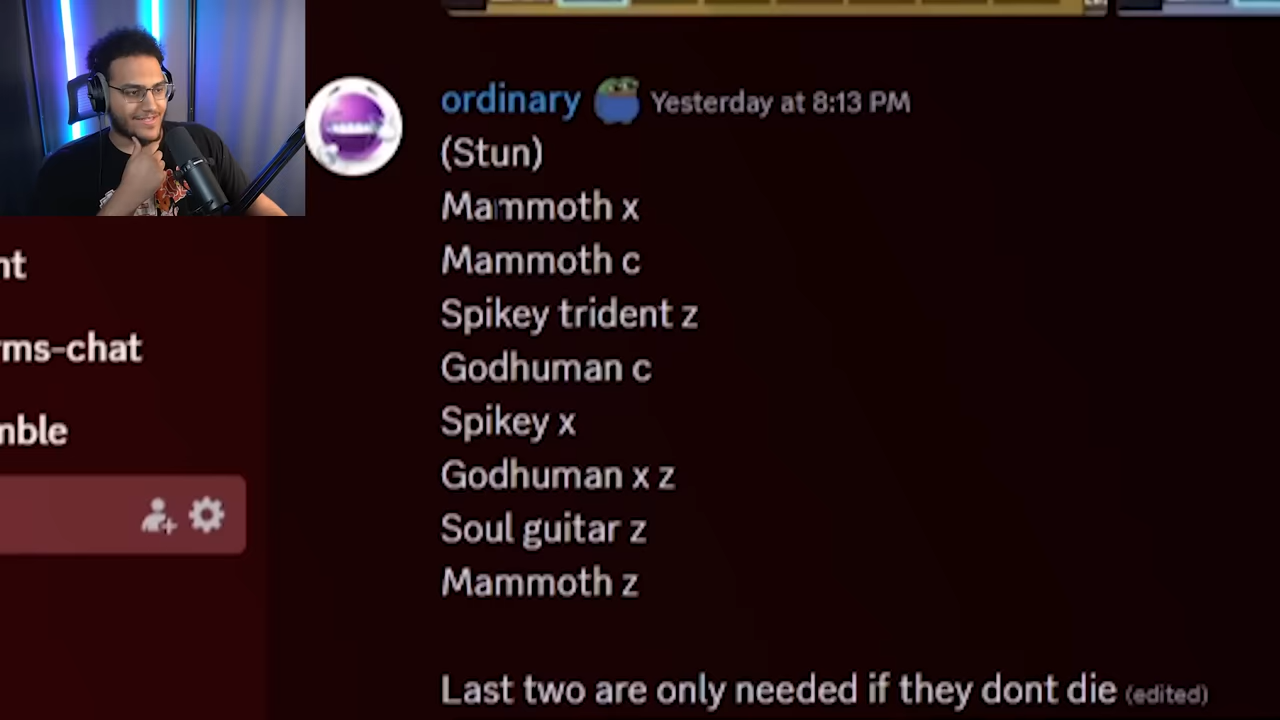 ordinary Yesterday at 8:13 PM
(Stun)
Mammoth x
Mammoth c
nt
Spikey trident z
rms-chat
Godhuman c
Spikey x
nble
Godhuman x z
Soul guitar z
Mammoth z
Last two are only needed if they dont die (edited)